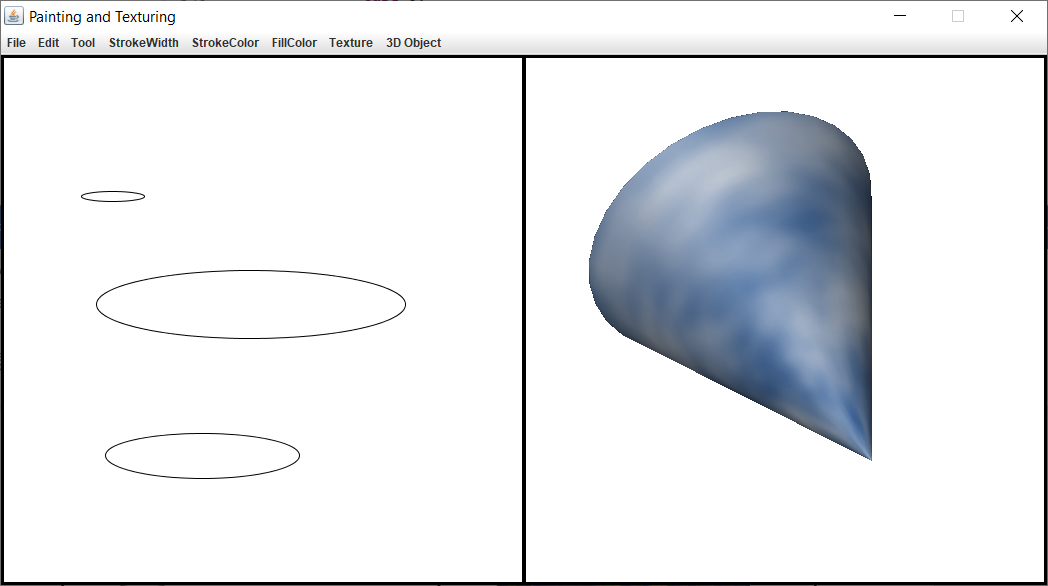 Painting and Texturing
File Edit Tool StrokeWidth StrokeColor FillColor Texture 3D Object